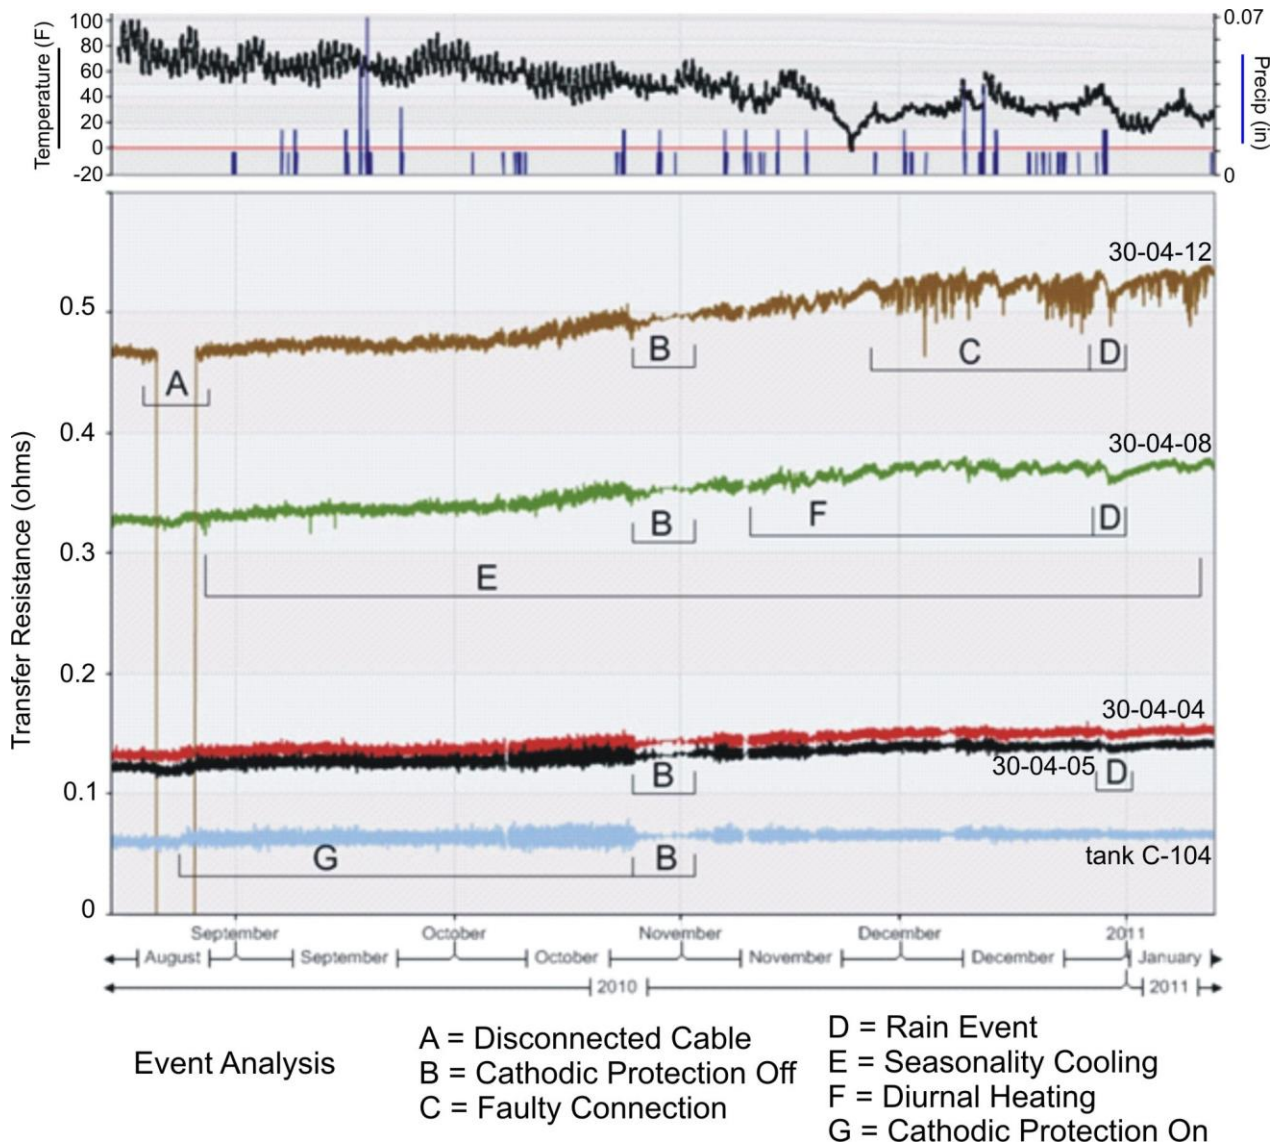 Temperature (F)
100
80
60
40
20
0
-20
0.07
0
Precip (in)
Transfer Resistance (ohms)
0.5
0.4
0.3
0.2
0.1
0
30-04-12
A
B
C
D
30-04-08
B
F
D
E
30-04-04
30-04-05
B
D
tank C-104
G
B
September October November December 2011
August September October November December January
2010 2011
Event Analysis
A = Disconnected Cable
B = Cathodic Protection Off
C = Faulty Connection
D = Rain Event
E = Seasonality Cooling
F = Diurnal Heating
G = Cathodic Protection On